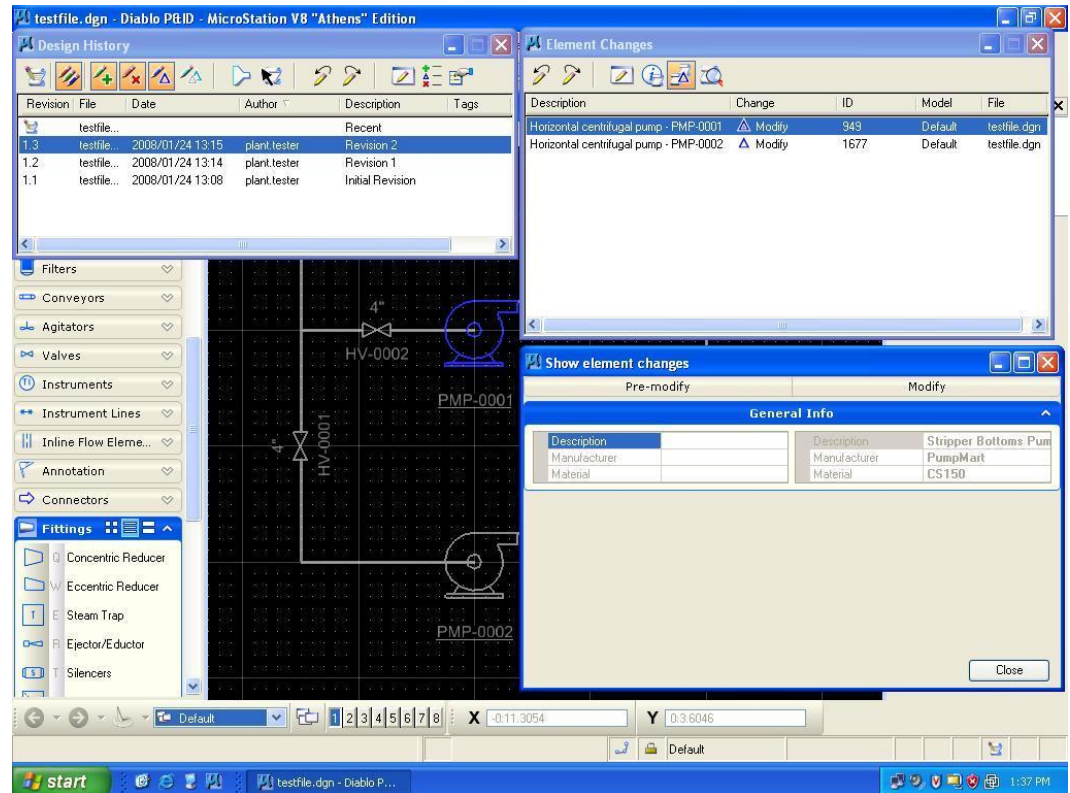 testfile.dgn - Diablo P&ID - MicroStation V8 "Athens" Edition
Design History
Revision File Date Author Description Tags
testfile... Recent
1.3 testfile... 2008/01/24 13:15 plant.tester Revision 2
1.2 testfile... 2008/01/24 13:14 plant.tester Revision 1
1.1 testfile... 2008/01/24 13:08 plant.tester Initial Revision
Element Changes
Description Change ID Model File
Horizontal centrifugal pump - PMP-0001 Modify 949 Default testfile.dgn
Horizontal centrifugal pump - PMP-0002 Modify 1677 Default testfile.dgn
Filters
Conveyors
Agitators
Valves
Instruments
Instrument Lines
Inline Flow Eleme...
Annotation
Connectors
Fittings
Q Concentric Reducer
W Eccentric Reducer
T E Steam Trap
R Ejector/Eductor
S T Silencers
4"
HV-0002
PMP-0001
4"
HV-0001
PMP-0002
Show element changes
Pre-modify Modify
General Info
Description Description Stripper Bottoms Pum
Manufacturer Manufacturer PumpMart
Material Material CS150
Close
Default 1 2 3 4 5 6 7 8 X -0:11.3054 Y 0:3.6046
Default
start testfile.dgn - Diablo P... 1:37 PM